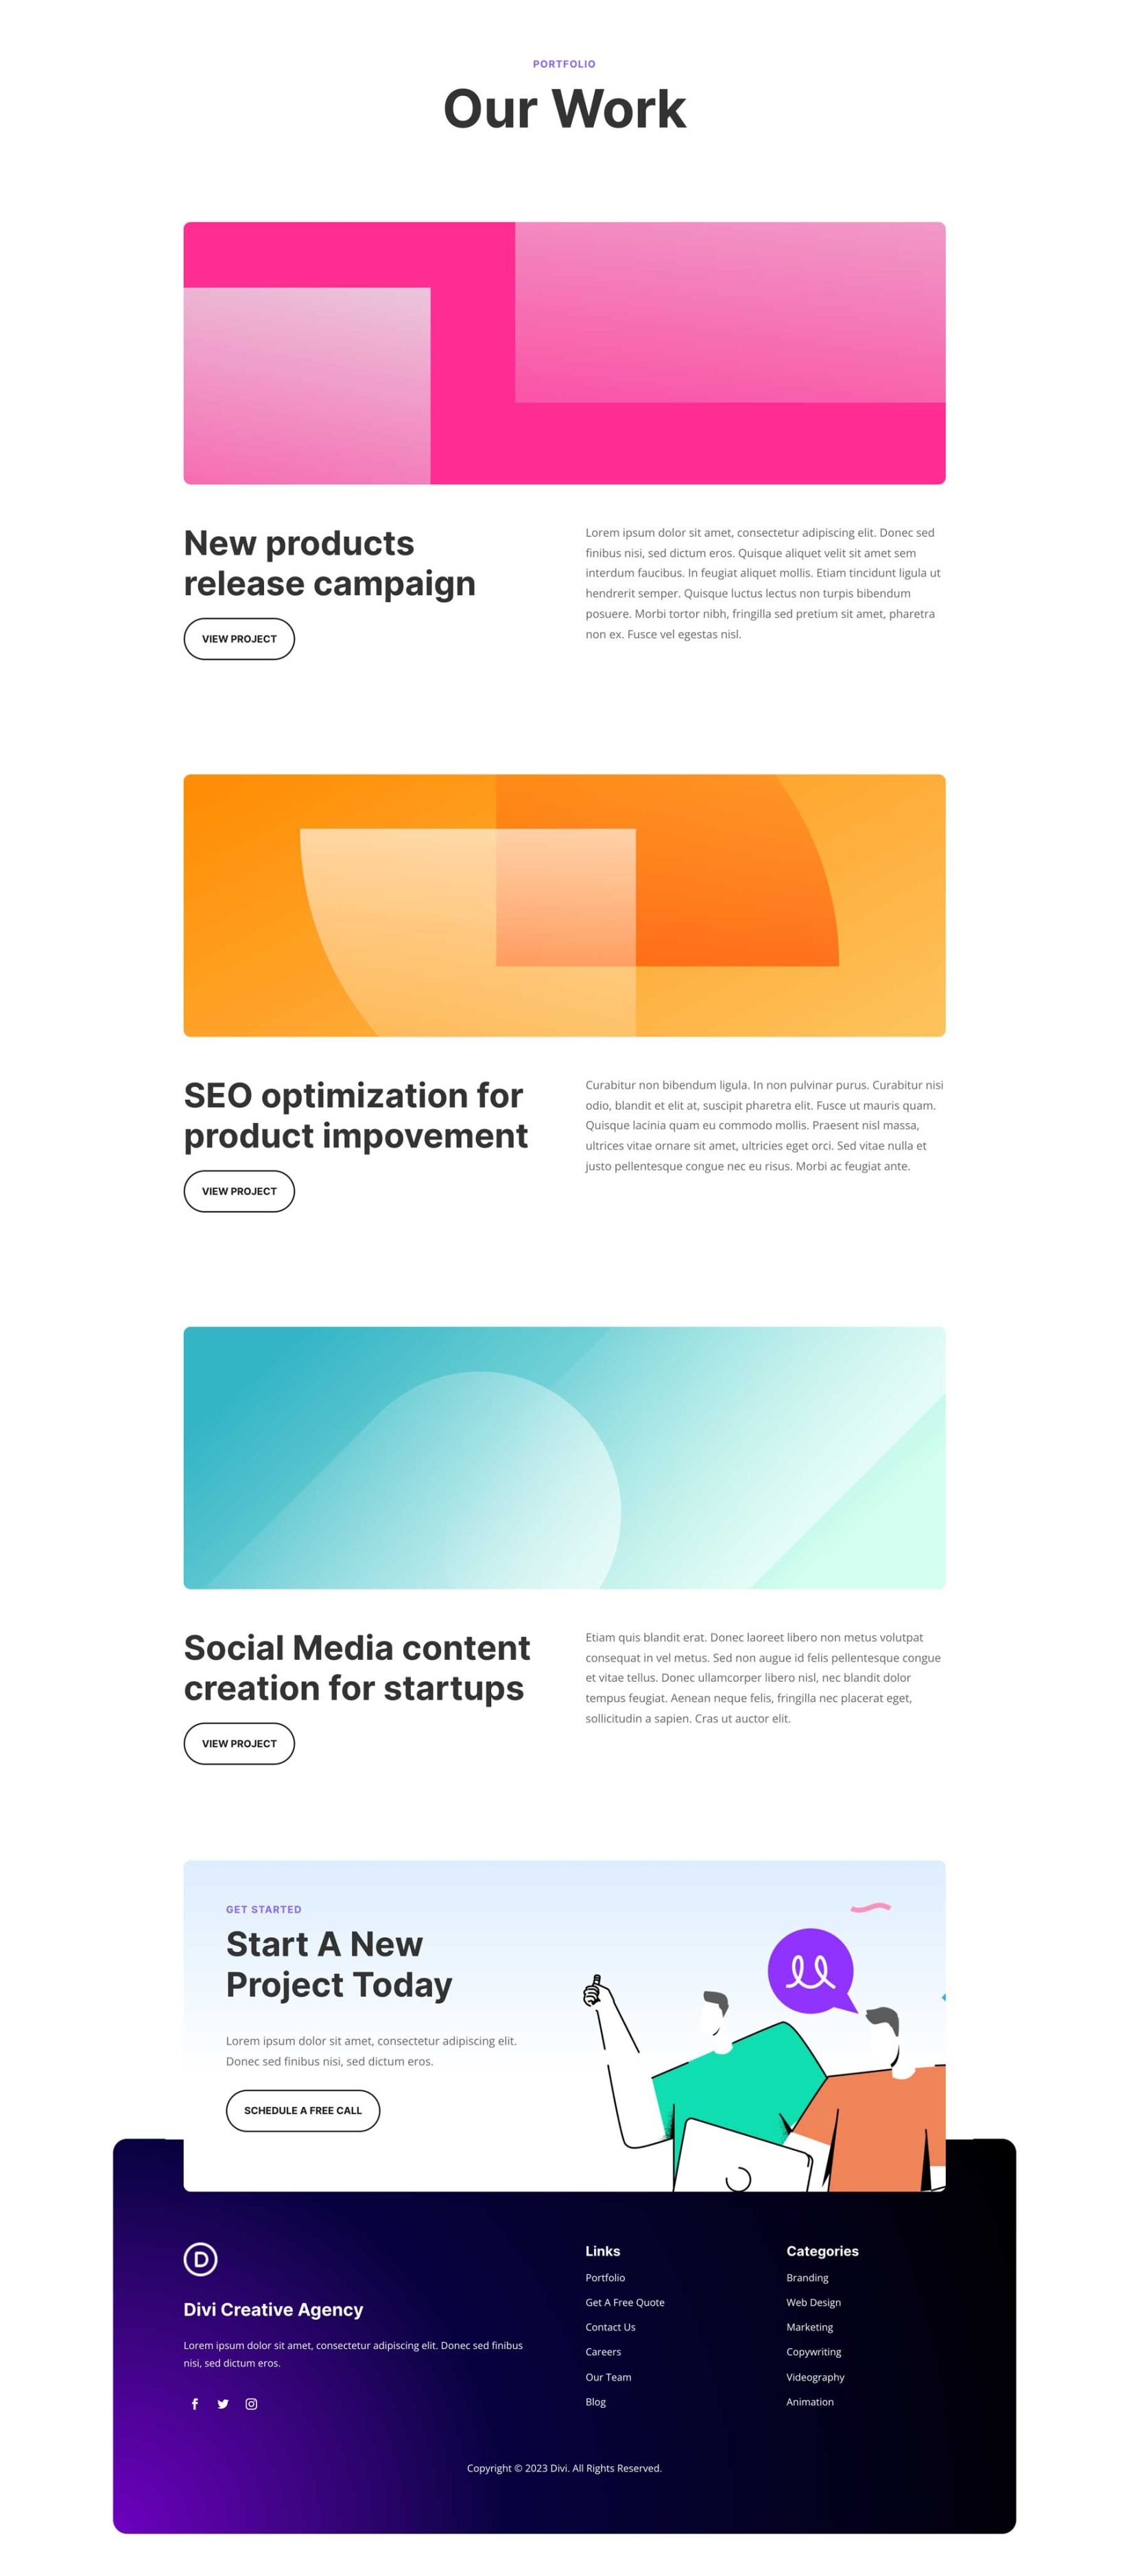 PORTFOLIO
Our Work
New products
release campaign
VIEW PROJECT
Lorem ipsum dolor sit amet, consectetur adipiscing elit. Donec sed
finibus nisi, sed dictum eros. Quisque aliquet velit sit amet sem
interdum faucibus. In feugiat aliquet mollis. Etiam tincidunt ligula ut
hendrerit semper. Quisque luctus lectus non turpis bibendum
posuere. Morbi tortor nibh, fringilla sed pretium sit amet, pharetra
non ex. Fusce vel egestas nisl.
SEO optimization for
product impovement
VIEW PROJECT
Curabitur non bibendum ligula. In non pulvinar purus. Curabitur nisi
odio, blandit et elit at, suscipit pharetra elit. Fusce ut mauris quam.
Quisque lacinia quam eu commodo mollis. Praesent nisl massa,
ultrices vitae ornare sit amet, ultricies eget orci. Sed vitae nulla et
justo pellentesque congue nec eu risus. Morbi ac feugiat ante.
Social Media content
creation for startups
VIEW PROJECT
Etiam quis blandit erat. Donec laoreet libero non metus volutpat
consequat in vel metus. Sed non augue id felis pellentesque congue
et vitae tellus. Donec ullamcorper libero nisl, nec blandit dolor
tempus feugiat. Aenean neque felis, fringilla nec placerat eget,
sollicitudin a sapien. Cras ut auctor elit.
GET STARTED
Start A New
Project Today
Lorem ipsum dolor sit amet, consectetur adipiscing elit.
Donec sed finibus nisi, sed dictum eros.
SCHEDULE A FREE CALL
D
Divi Creative Agency
Lorem ipsum dolor sit amet, consectetur adipiscing elit. Donec sed finibus
nisi, sed dictum eros.
Links
Portfolio
Get A Free Quote
Contact Us
Careers
Our Team
Blog
Categories
Branding
Web Design
Marketing
Copywriting
Videography
Animation
Copyright © 2023 Divi. All Rights Reserved.